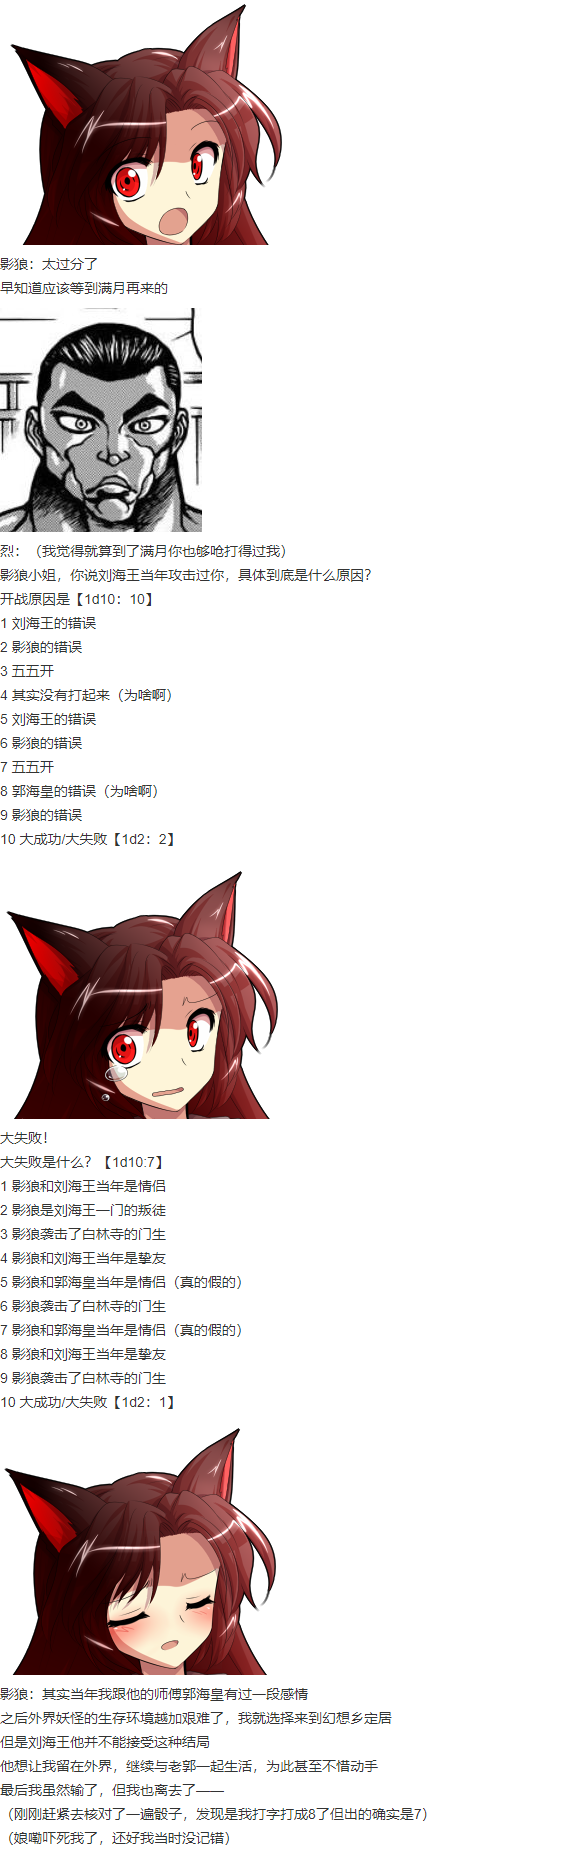 影狼：太过分了
早知道应该等到满月再来的
烈：（我觉得就算到了满月你也够呛打得过我）
影狼小姐，你说刘海王当年攻击过你，具体到底是什么原因？
开战原因是【1d10：10】
1 刘海王的错误
2 影狼的错误
3 五五开
4 其实没有打起来（为啥啊）
5 刘海王的错误
6 影狼的错误
7 五五开
8 郭海皇的错误（为啥啊）
9 影狼的错误
10 大成功/大失败【1d2：2】
大失败！
大失败是什么？【1d10:7】
1 影狼和刘海王当年是情侣
2 影狼是刘海王一门的叛徒
3 影狼袭击了白林寺的门生
4 影狼和刘海王当年是挚友
5 影狼和郭海皇当年是情侣（真的假的）
6 影狼袭击了白林寺的门生
7 影狼和郭海皇当年是情侣（真的假的）
8 影狼和刘海王当年是挚友
9 影狼袭击了白林寺的门生
10 大成功/大失败【1d2：1】
影狼：其实当年我跟他的师傅郭海皇有过一段感情
之后外界妖怪的生存环境越加艰难了，我就选择来到幻想乡定居
但是刘海王他并不能接受这种结局
他想让我留在外界，继续与老郭一起生活，为此甚至不惜动手
最后我虽然输了，但我也离去了——
（刚刚赶紧去核对了一遍骰子，发现是我打字打成8了但出的确实是7）
（娘嘞吓死我了，还好我当时没记错）